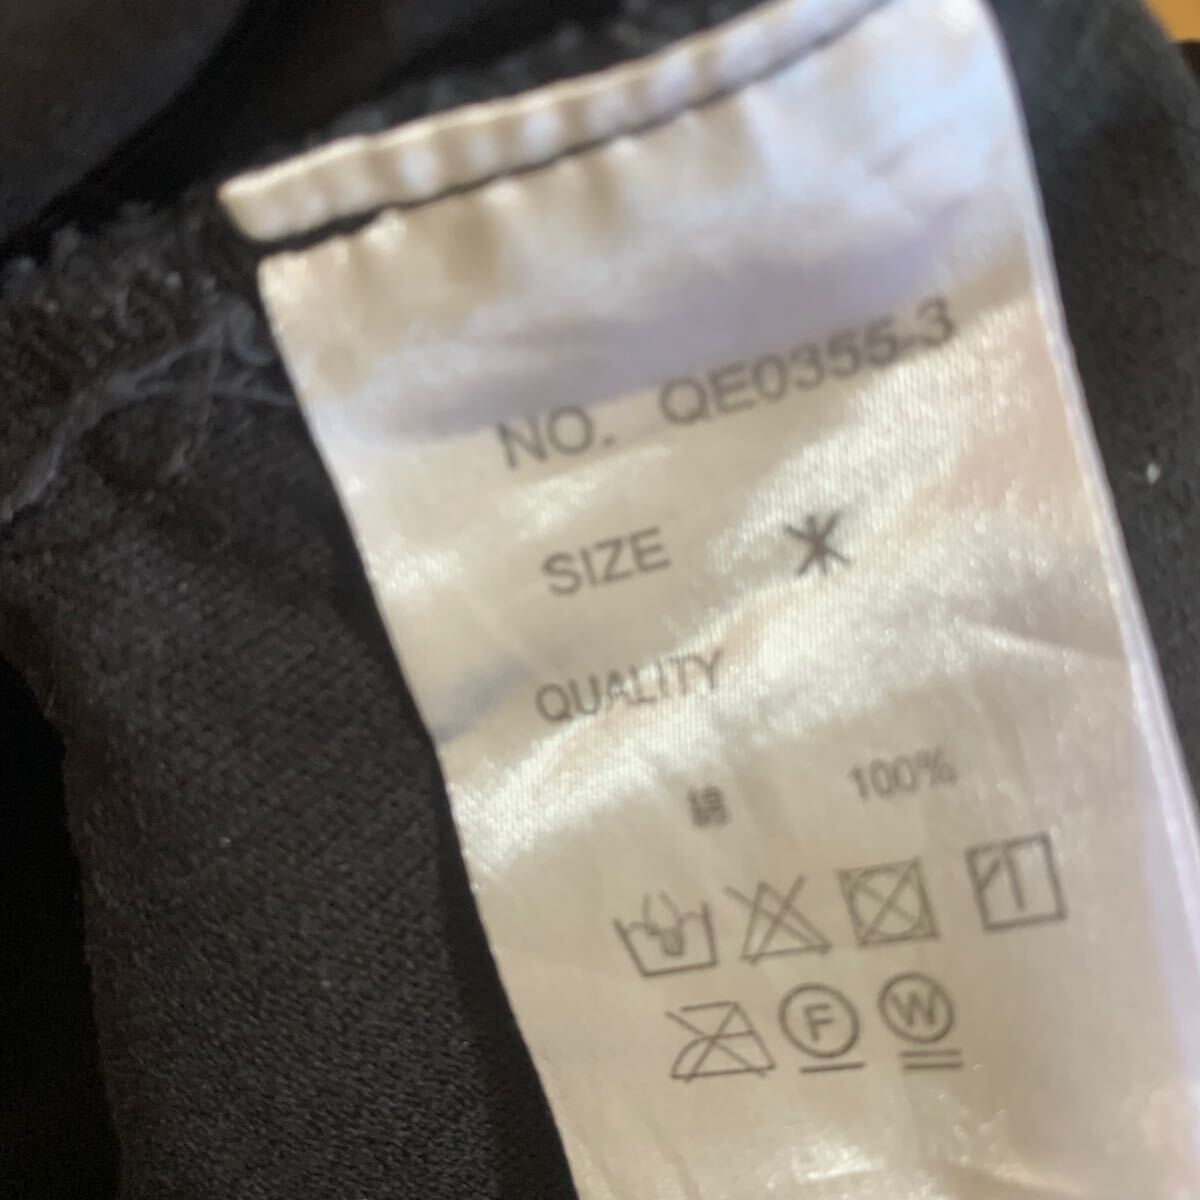 NO. QE0355-3
SIZE
QUALITY
綿 100%
F W